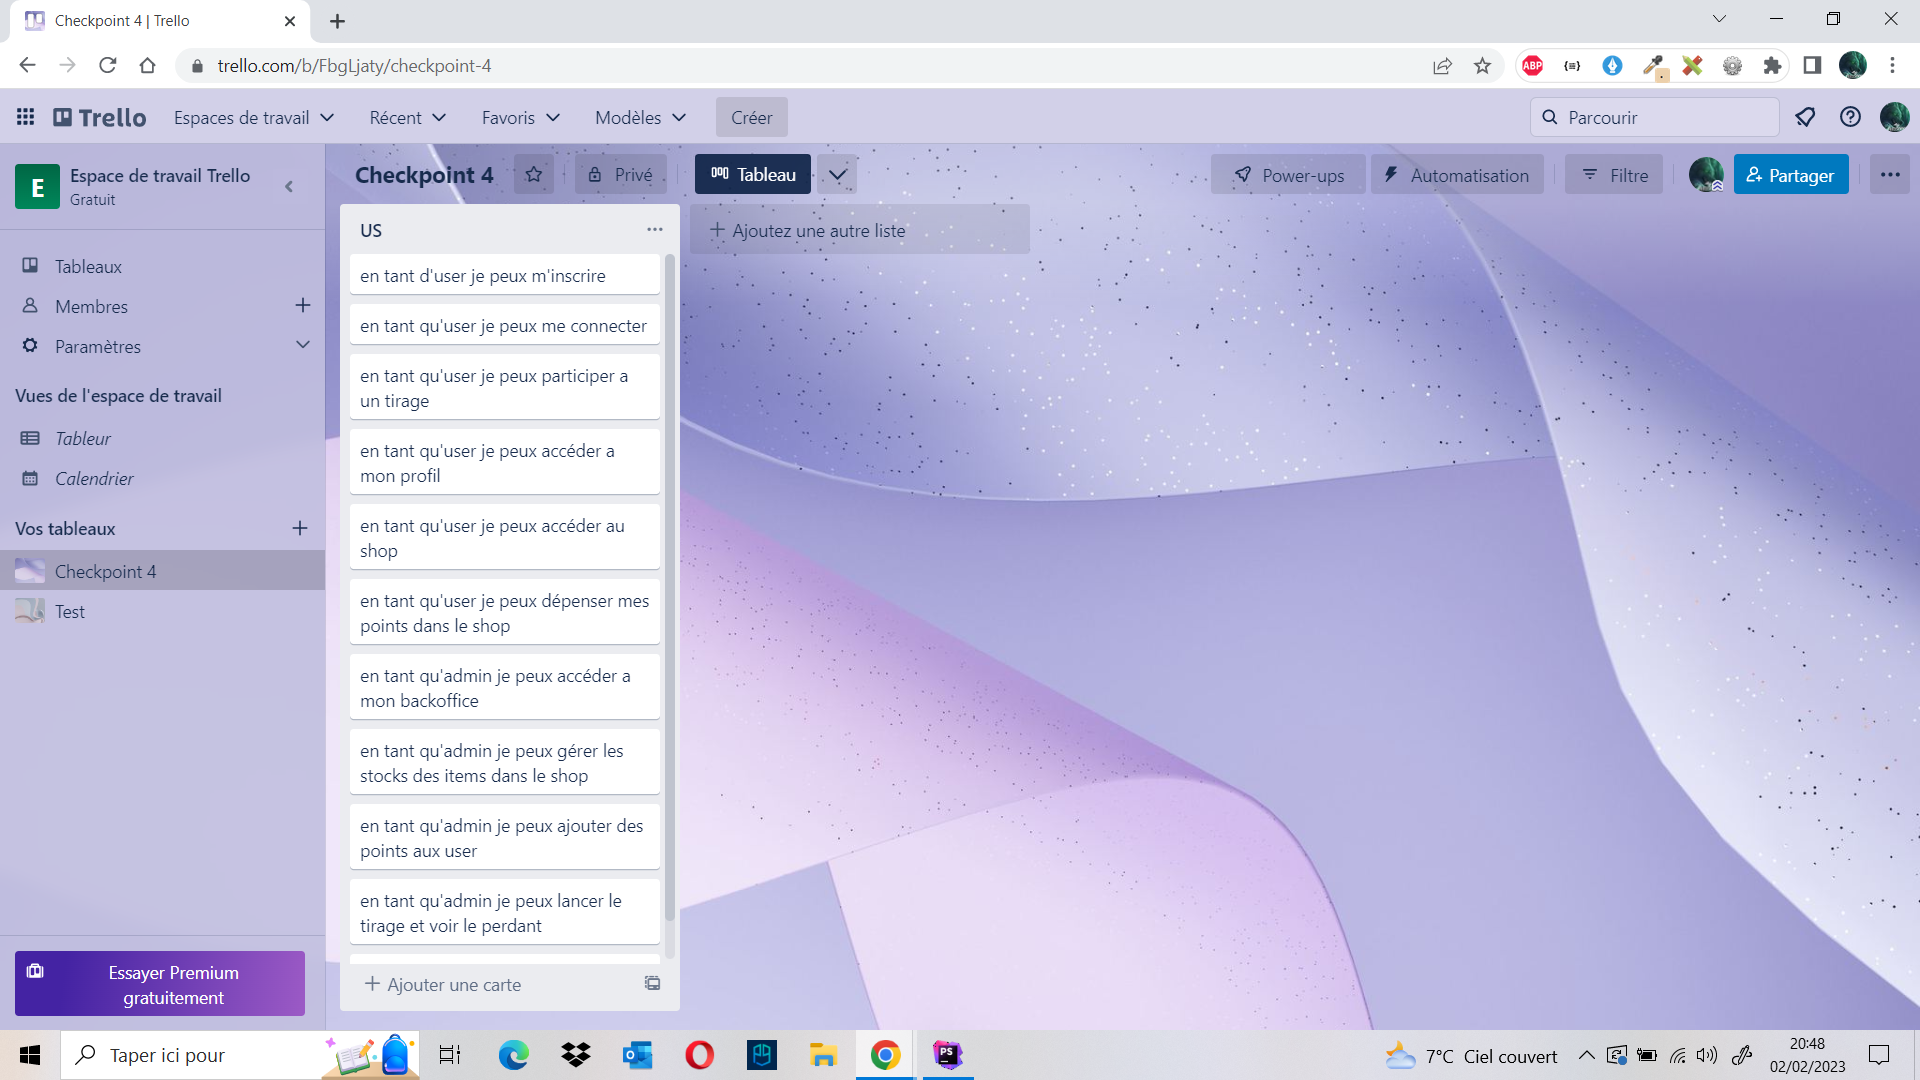 Checkpoint 4 | Trello
trello.com/b/FbgLjaty/checkpoint-4
ABP
Trello
Espaces de travail
Récent
Favoris
Modèles
Créer
Parcourir
E
Espace de travail Trello
Gratuit
Checkpoint 4
Privé
Tableau
Power-ups
Automatisation
Filtre
Partager
Tableaux
Membres
Paramètres
Vues de l'espace de travail
Tableur
Calendrier
Vos tableaux
Checkpoint 4
Test
Essayer Premium
gratuitement
US
Ajoutez une autre liste
en tant d'user je peux m'inscrire
en tant qu'user je peux me connecter
en tant qu'user je peux participer a
un tirage
en tant qu'user je peux accéder a
mon profil
en tant qu'user je peux accéder au
shop
en tant qu'user je peux dépenser mes
points dans le shop
en tant qu'admin je peux accéder a
mon backoffice
en tant qu'admin je peux gérer les
stocks des items dans le shop
en tant qu'admin je peux ajouter des
points aux user
en tant qu'admin je peux lancer le
tirage et voir le perdant
Ajouter une carte
Taper ici pour
PS
7°C Ciel couvert
20:48
02/02/2023